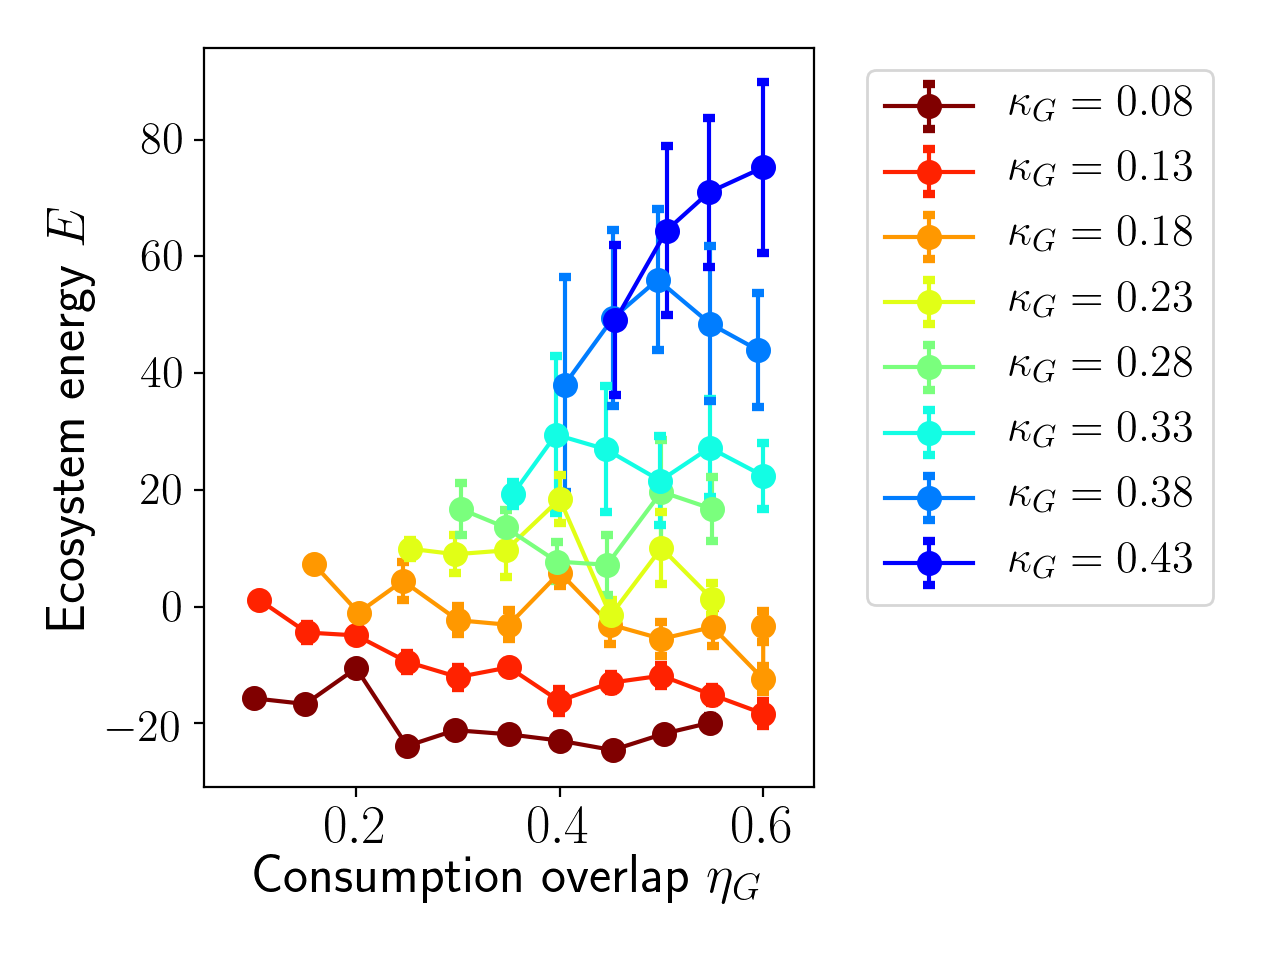 Ecosystem energy E
80
60
40
20
0
−20
0.2
0.4
0.6
Consumption overlap η_G
κ_G = 0.08
κ_G = 0.13
κ_G = 0.18
κ_G = 0.23
κ_G = 0.28
κ_G = 0.33
κ_G = 0.38
κ_G = 0.43